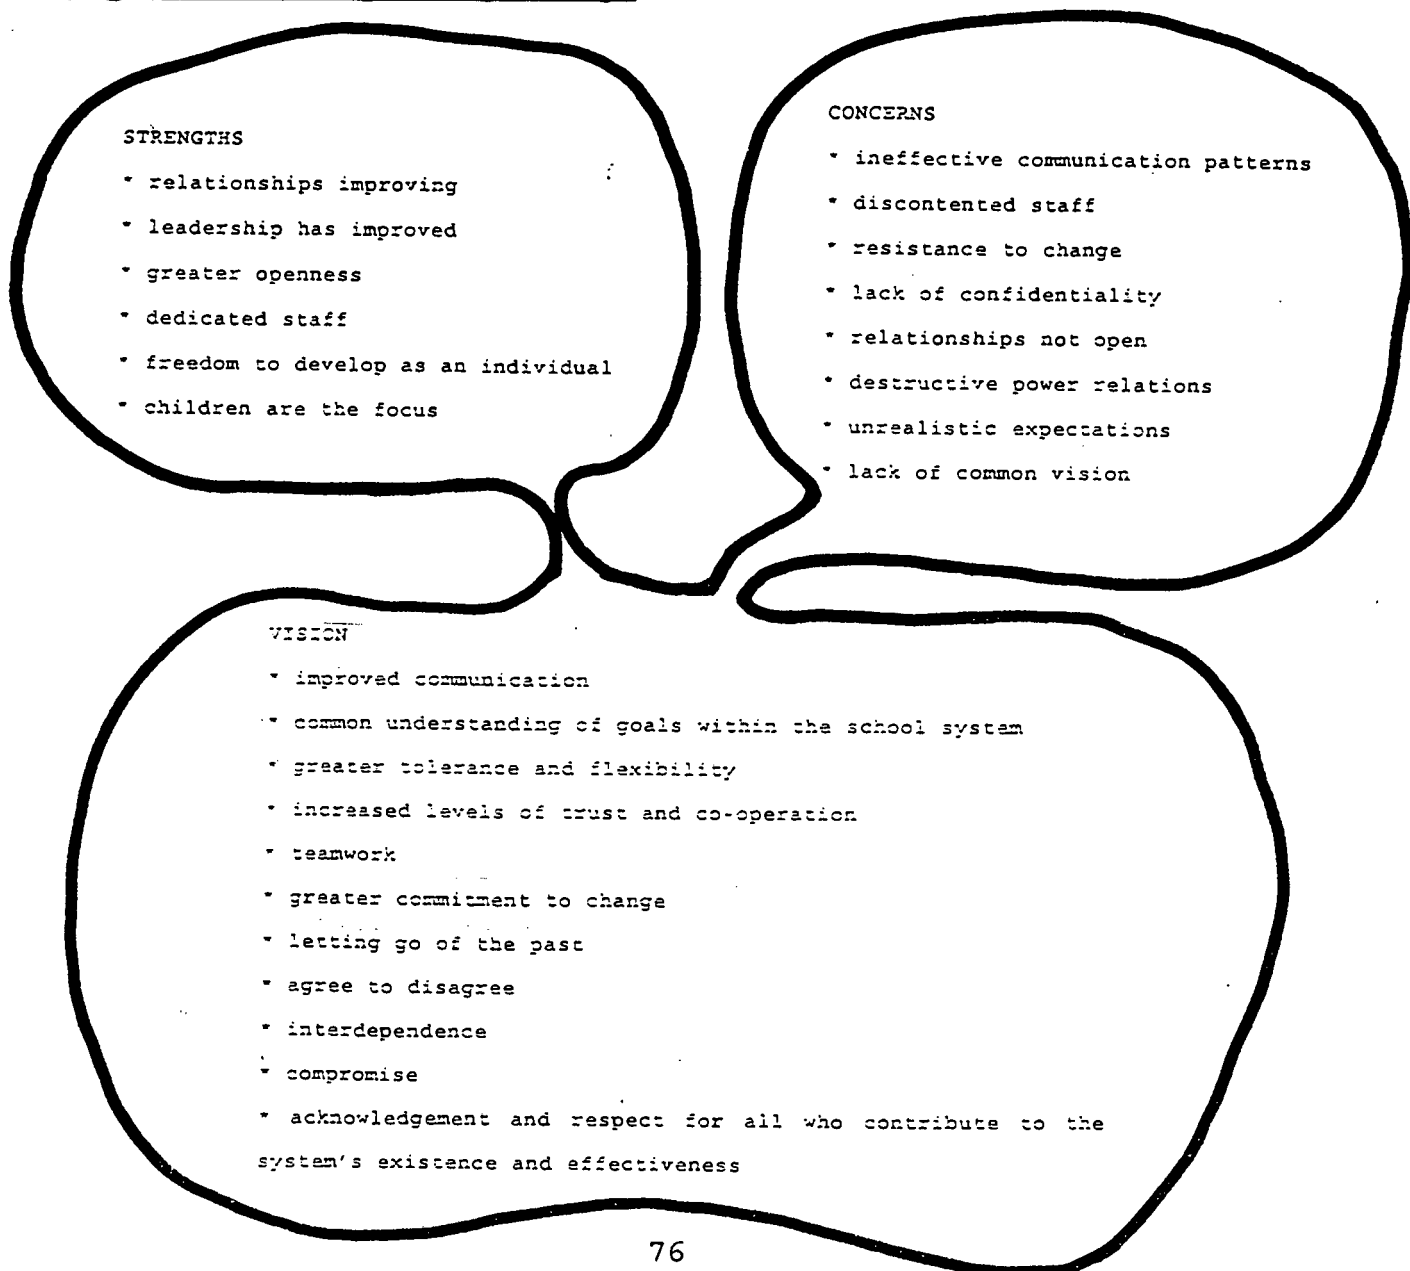 STRENGTHS
* relationships improving
* leadership has improved
* greater openness
* dedicated staff
* freedom to develop as an individual
* children are the focus
CONCERNS
* ineffective communication patterns
* discontented staff
* resistance to change
* lack of confidentiality
* relationships not open
* destructive power relations
* unrealistic expectations
* lack of common vision
VISION
* improved communication
* common understanding of goals within the school system
* greater tolerance and flexibility
* increased levels of trust and co-operation
* teamwork
* greater commitment to change
* letting go of the past
* agree to disagree
* interdependence
* compromise
* acknowledgement and respect for all who contribute to the
system's existence and effectiveness
76